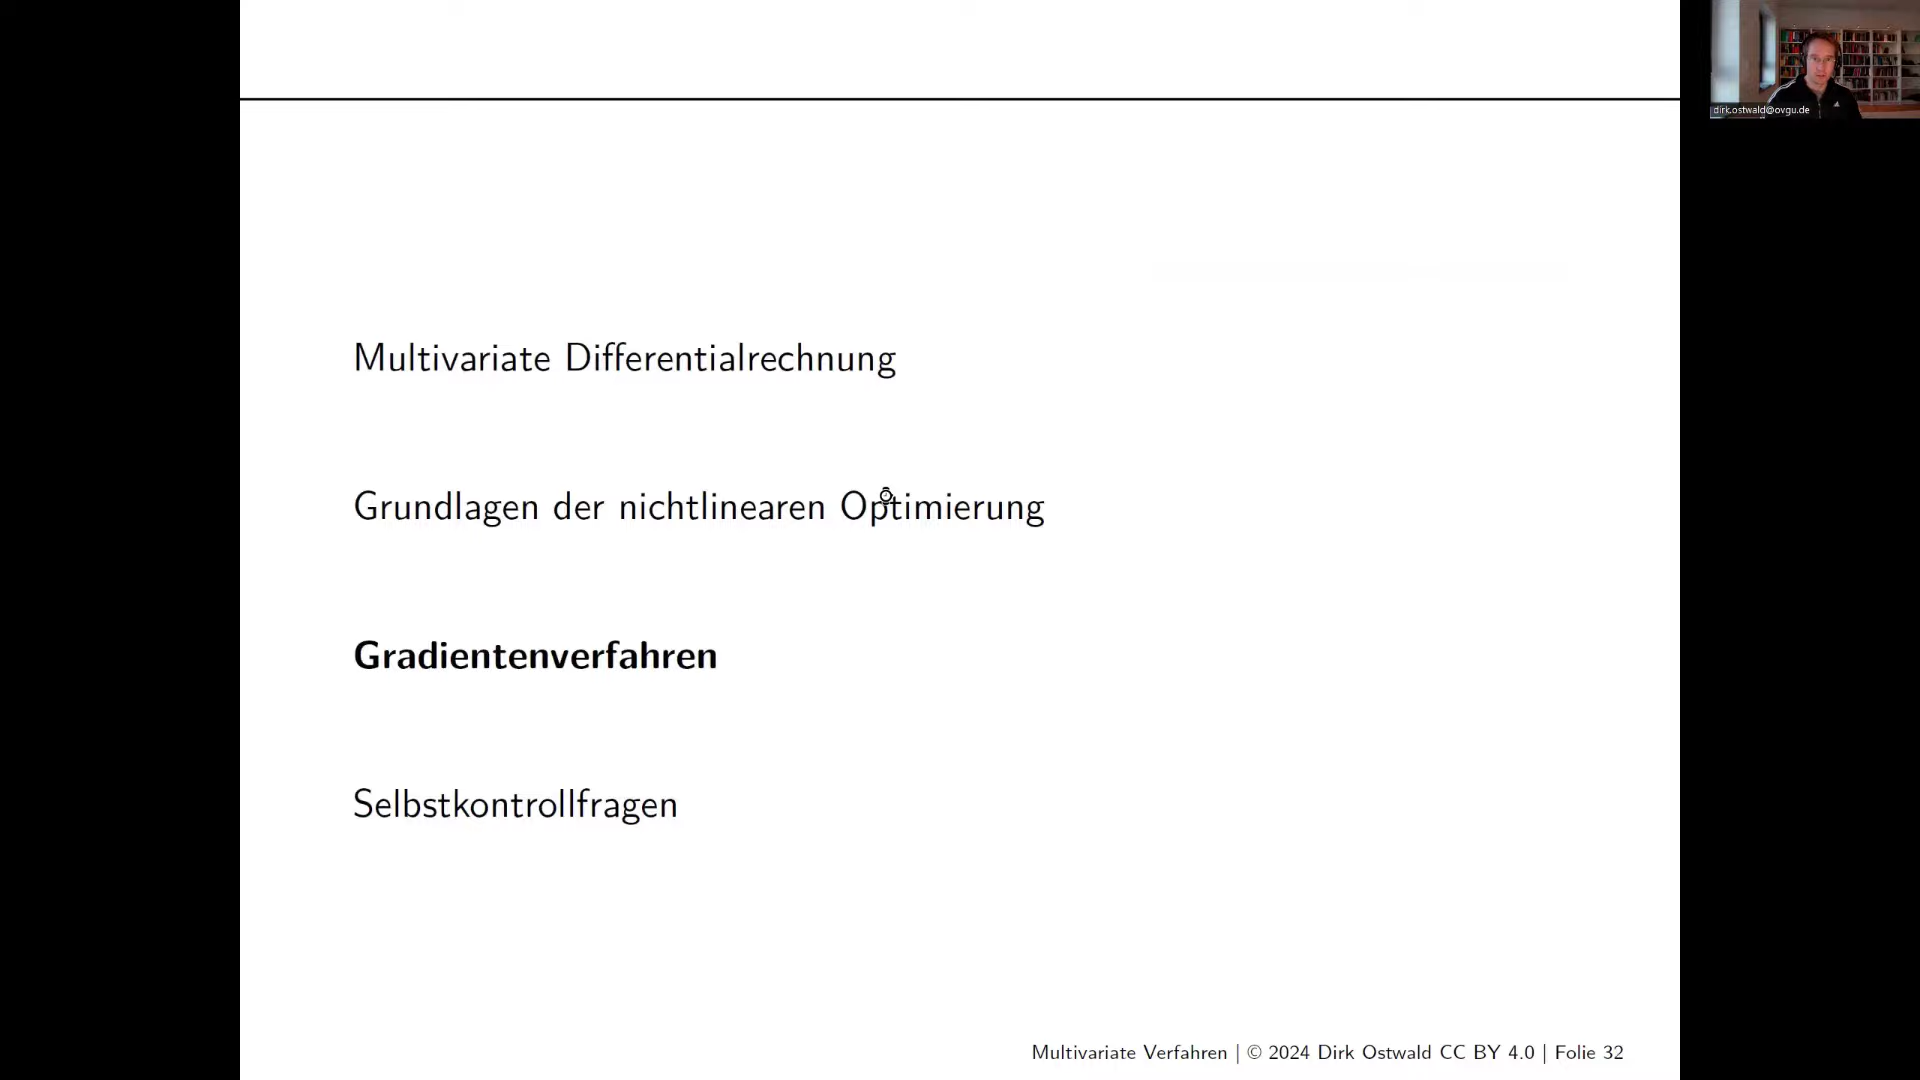 dirk.ostwald@ovgu.de
Multivariate Differentialrechnung
Grundlagen der nichtlinearen Optimierung
Gradientenverfahren
Selbstkontrollfragen
Multivariate Verfahren | © 2024 Dirk Ostwald CC BY 4.0 | Folie 32